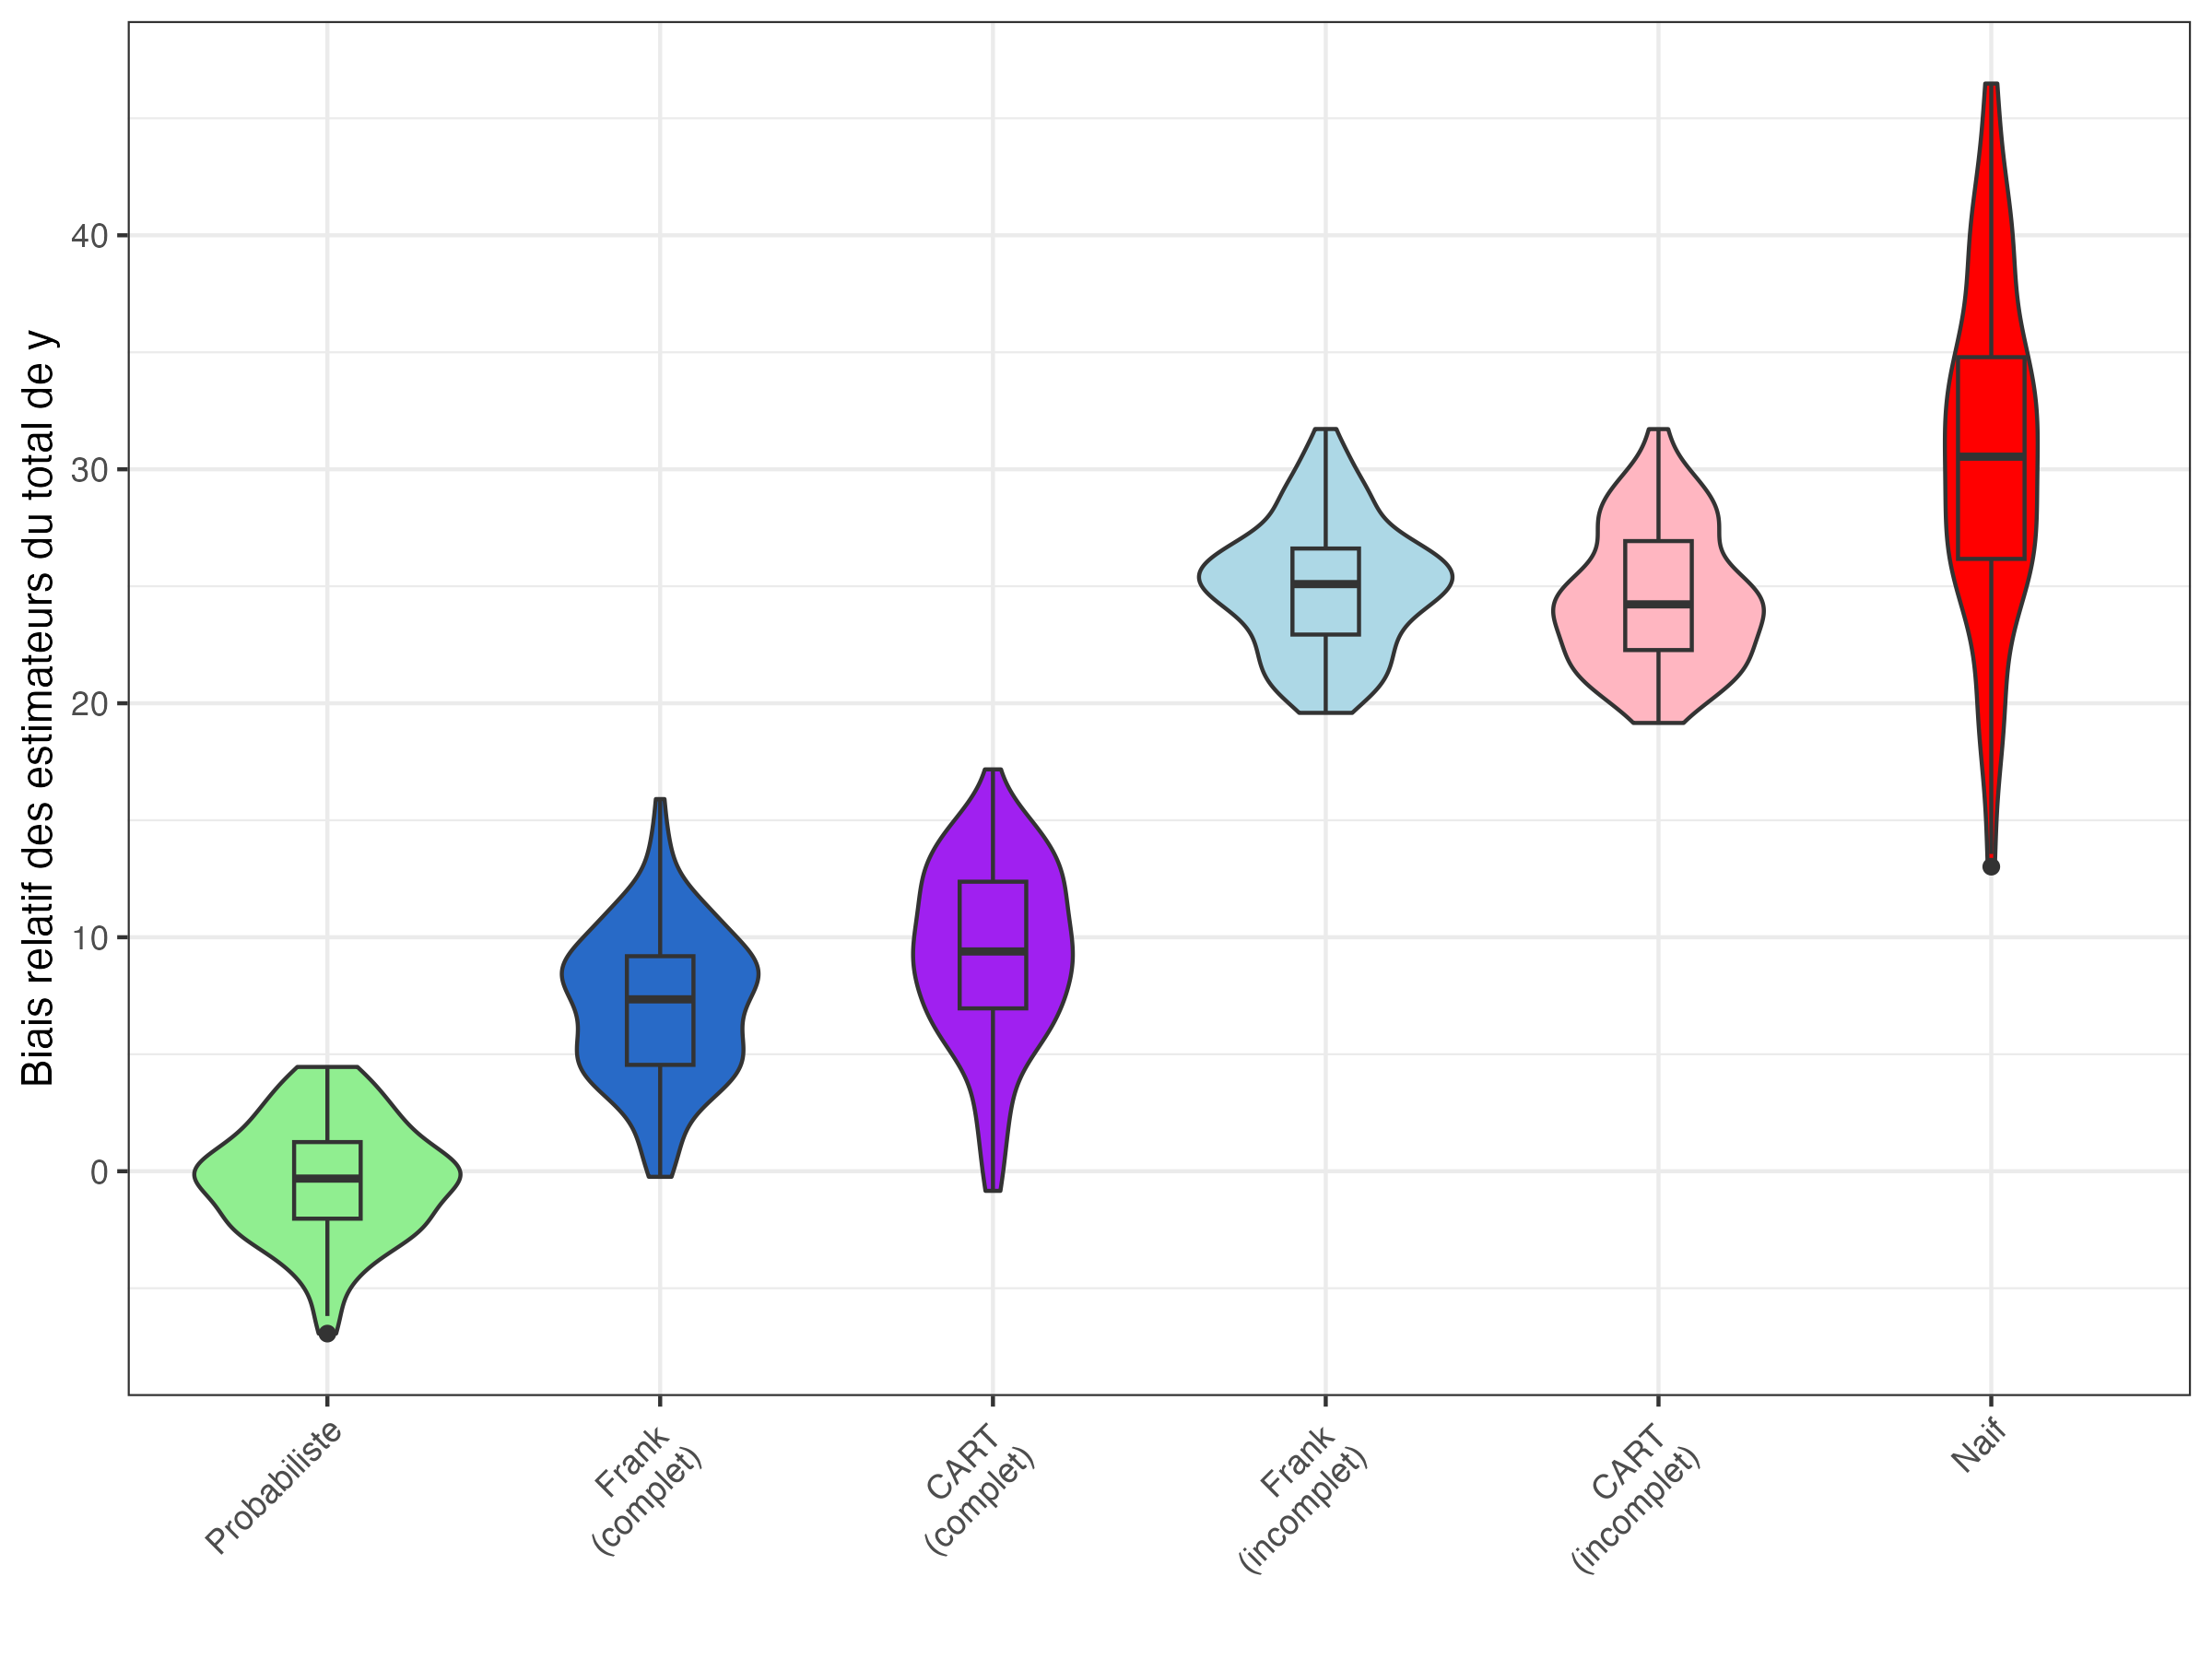 Biais relatif des estimateurs du total de y
40
30
20
10
0
Probabiliste
Frank
(complet)
CART
(complet)
Frank
(incomplet)
CART
(incomplet)
Naif